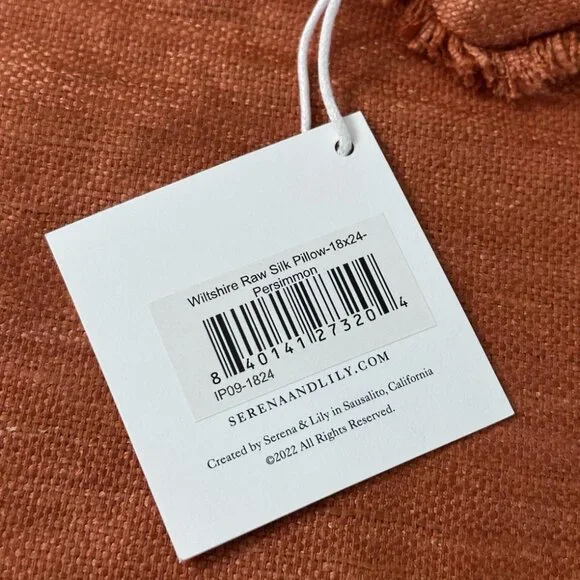 Wiltshire Raw Silk Pillow-18x24-
Persimmon
8 40141 27320 4
IP09-1824
SERENAANDLILY.COM
Created by Serena & Lily in Sausalito, California
©2022 All Rights Reserved.